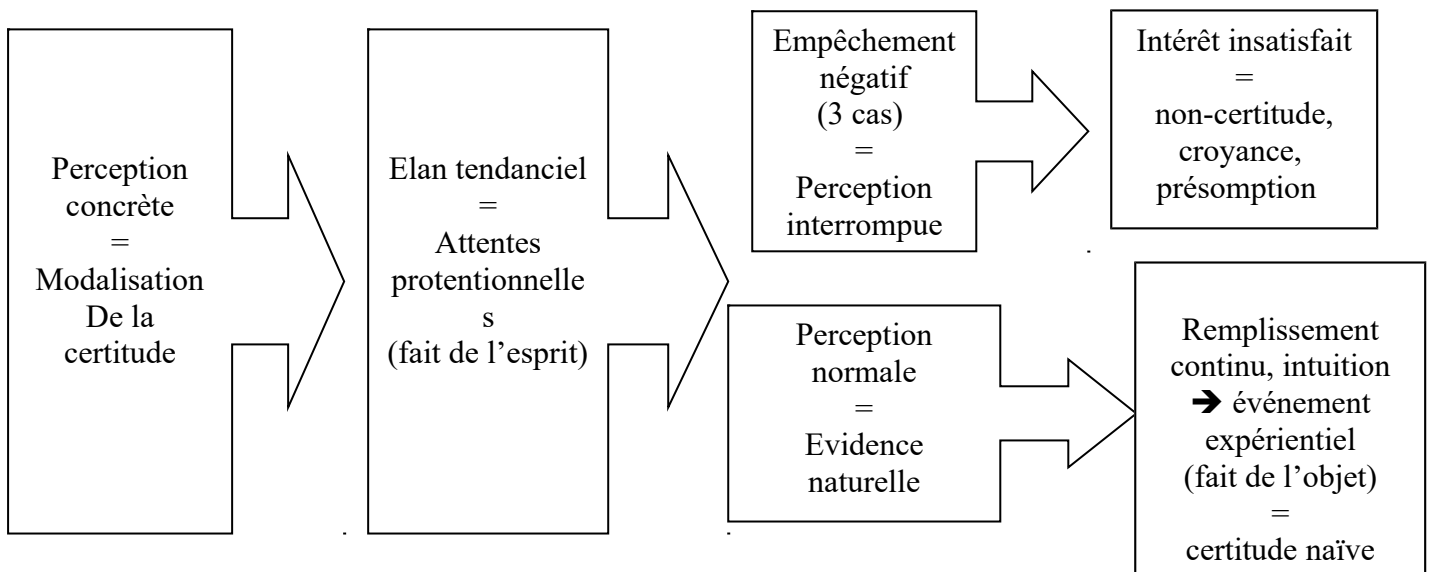 Perception
concrète
=
Modalisation
De la
certitude
Elan tendanciel
=
Attentes
protentionnelle
s
(fait de l’esprit)
Empêchement
négatif
(3 cas)
=
Perception
interrompue
Intérêt insatisfait
=
non-certitude,
croyance,
présomption
Perception
normale
=
Evidence
naturelle
Remplissement
continu, intuition
➔ événement
expérientiel
(fait de l’objet)
=
certitude naïve